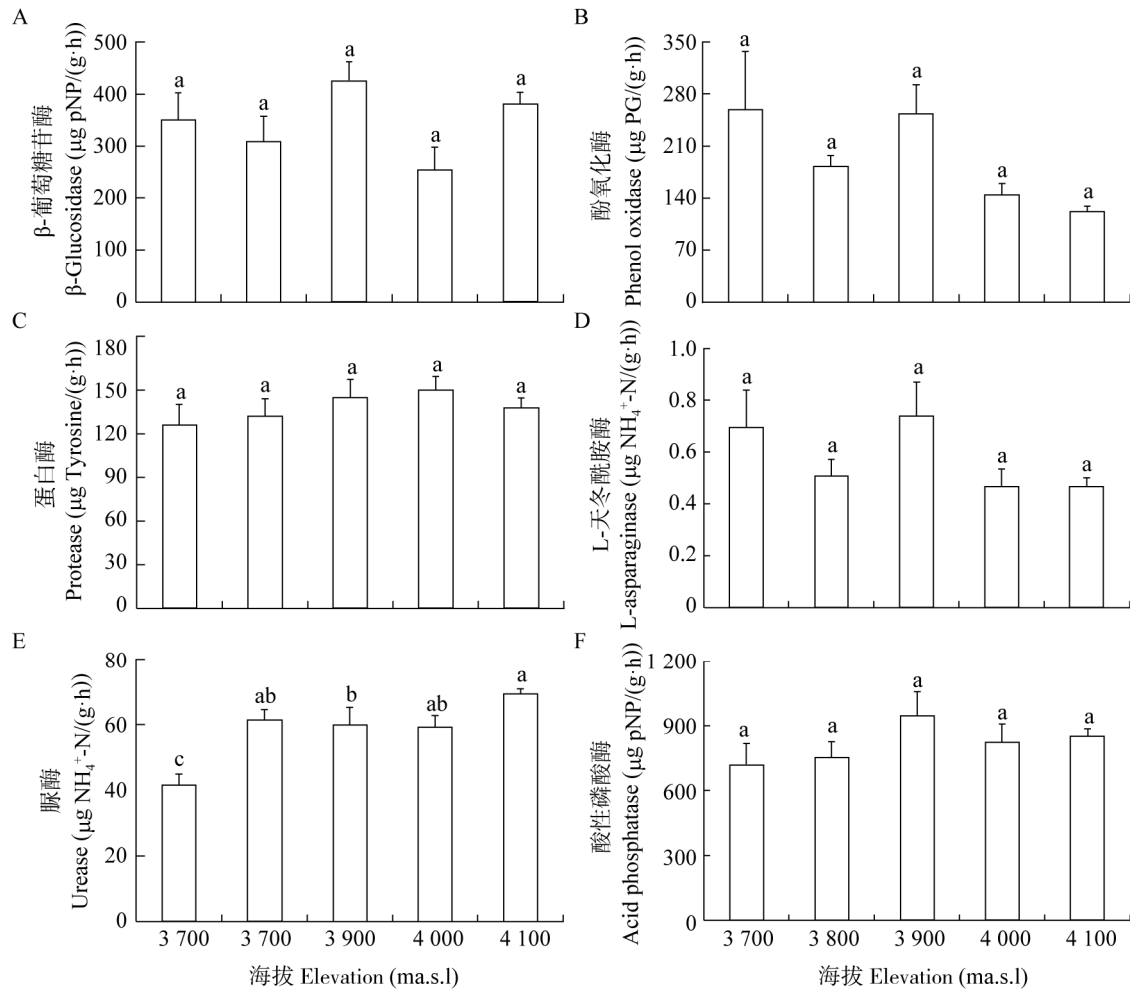 A
β-葡萄糖苷酶
β-Glucosidase (μg pNP/(g·h))
500
400
300
200
100
0
a
a
a
a
a
B
酚氧化酶
Phenol oxidase (μg PG/(g·h))
350
280
210
140
70
0
a
a
a
a
a
C
蛋白酶
Protease (μg Tyrosine/(g·h))
180
150
120
90
60
30
0
a
a
a
a
a
D
L-天冬酰胺酶
L-asparaginase (μg NH₄⁺-N/(g·h))
1.0
0.8
0.6
0.4
0.2
0
a
a
a
a
a
E
脲酶
Urease (μg NH₄⁺-N/(g·h))
80
60
40
20
0
c
ab
b
ab
a
3 700 3 700 3 900 4 000 4 100
海拔 Elevation (ma.s.l)
F
酸性磷酸酶
Acid phosphatase (μg pNP/(g·h))
1 200
900
600
300
0
a
a
a
a
a
3 700 3 800 3 900 4 000 4 100
海拔 Elevation (ma.s.l)